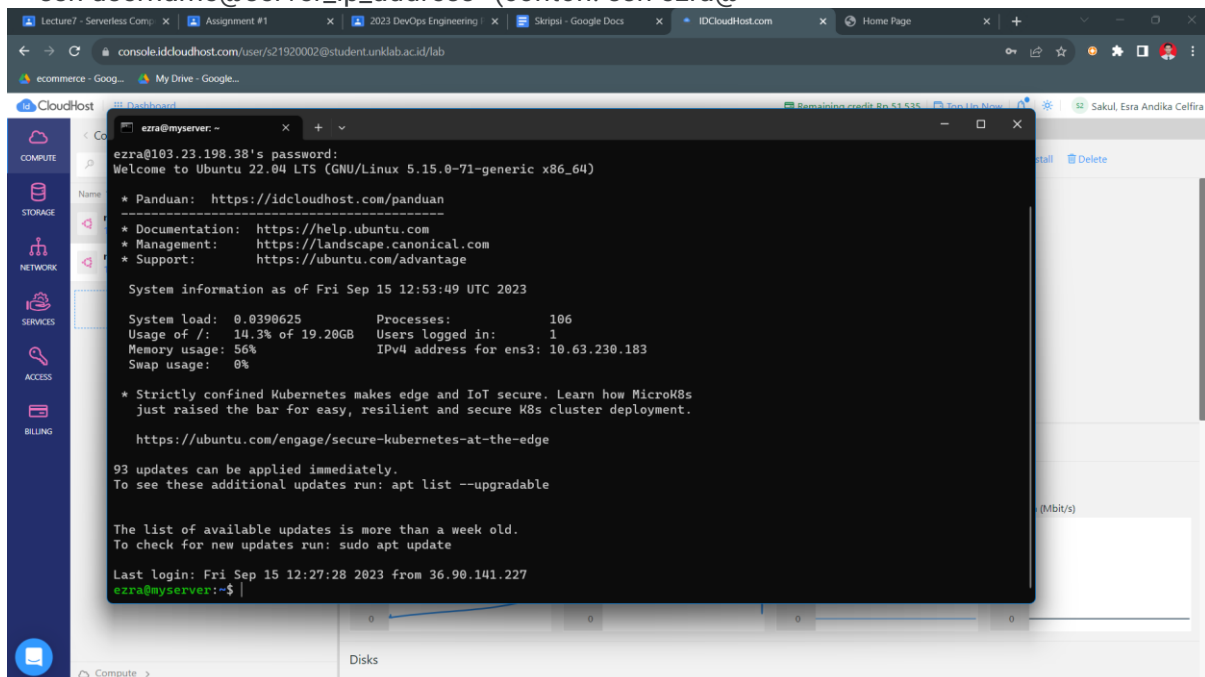 ssh username@server_ip_address" (contoh: ssh ezra@
Lecture7 - Serverless Comp
Assignment #1
2023 DevOps Engineering
Skripsi - Google Docs
IDCloudHost.com
Home Page
console.idcloudhost.com/user/s21920002@student.unklab.ac.id/lab
ecommerce - Goog...
My Drive - Google...
CloudHost
Dashboard
Remaining credit Rp 51.535
Top Up Now
Sakul, Esra Andika Celfira
COMPUTE
STORAGE
NETWORK
SERVICES
ACCESS
BILLING
Name
stall
Delete
ezra@myserver: ~
ezra@103.23.198.38's password:
Welcome to Ubuntu 22.04 LTS (GNU/Linux 5.15.0-71-generic x86_64)
* Panduan: https://idcloudhost.com/panduan
----------------------------------------
* Documentation: https://help.ubuntu.com
* Management: https://landscape.canonical.com
* Support: https://ubuntu.com/advantage
System information as of Fri Sep 15 12:53:49 UTC 2023
System load: 0.0390625 Processes: 106
Usage of /: 14.3% of 19.20GB Users logged in: 1
Memory usage: 56% IPv4 address for ens3: 10.63.230.183
Swap usage: 0%
* Strictly confined Kubernetes makes edge and IoT secure. Learn how MicroK8s
just raised the bar for easy, resilient and secure K8s cluster deployment.
https://ubuntu.com/engage/secure-kubernetes-at-the-edge
93 updates can be applied immediately.
To see these additional updates run: apt list --upgradable
The list of available updates is more than a week old.
To check for new updates run: sudo apt update
Last login: Fri Sep 15 12:27:28 2023 from 36.90.141.227
ezra@myserver:~$
(Mbit/s)
0 0 0 0
Disks
Compute >